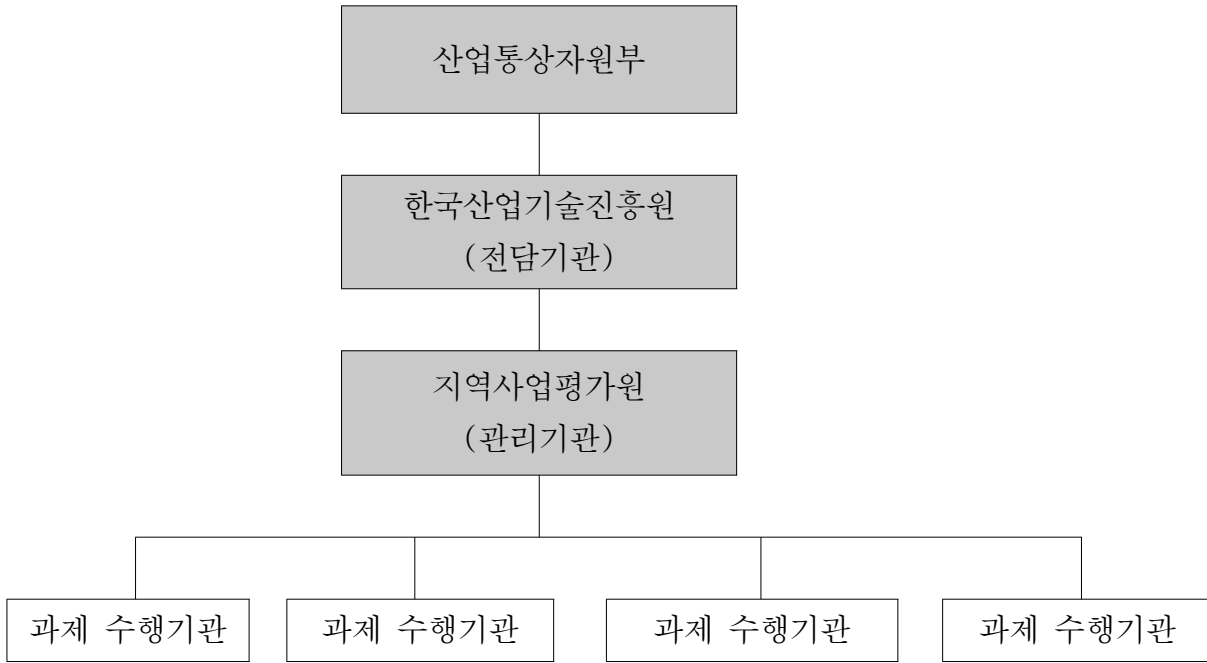 산업통상자원부
한국산업기술진흥원
(전담기관)
지역사업평가원
(관리기관)
과제 수행기관
과제 수행기관
과제 수행기관
과제 수행기관